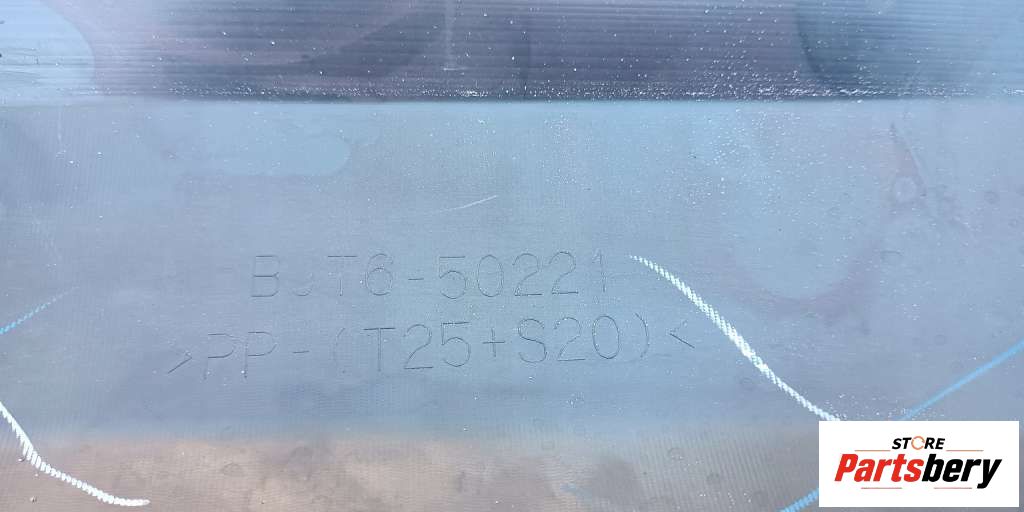 BJT6-50221
>PP-(T25+S20)<
STORE
Partsbery